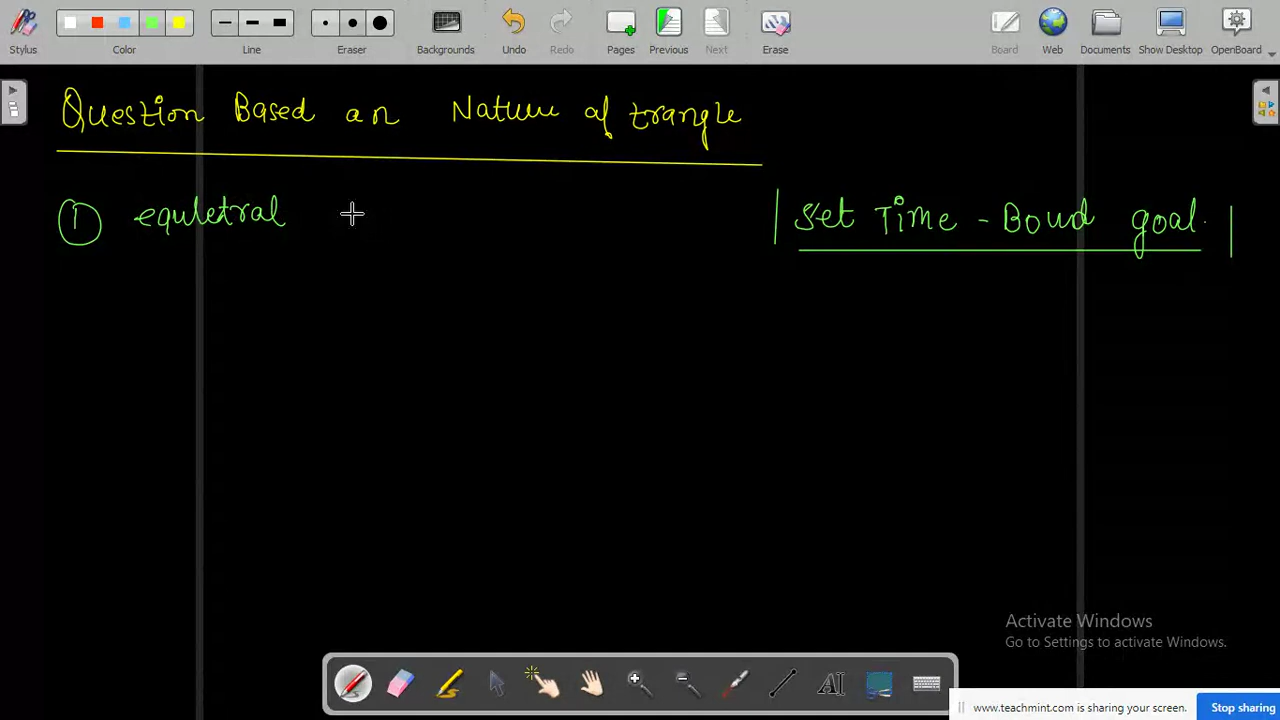 Stylus Color Line Eraser Backgrounds Undo Redo Pages Previous Next Erase Board Web Documents Show Desktop OpenBoard
Question Based an Nature of trangle
① equletral
| Set Time - Boud goal. |
Activate Windows
Go to Settings to activate Windows.
www.teachmint.com is sharing your screen. Stop sharing